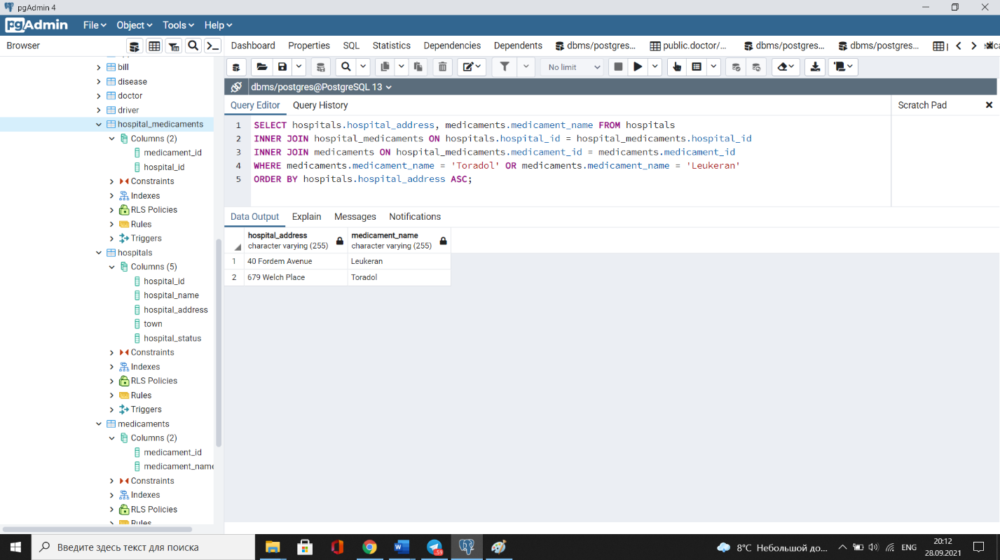 pgAdmin 4
pgAdmin File Object Tools Help
Browser
Dashboard Properties SQL Statistics Dependencies Dependents dbms/postgres... public.doctor/... dbms/postgres... dbms/postgres...
No limit
dbms/postgres@PostgreSQL 13
Query Editor Query History
Scratch Pad
bill
disease
doctor
driver
hospital_medicaments
Columns (2)
medicament_id
hospital_id
Constraints
Indexes
RLS Policies
Rules
Triggers
hospitals
Columns (5)
hospital_id
hospital_name
hospital_address
town
hospital_status
Constraints
Indexes
RLS Policies
Rules
Triggers
medicaments
Columns (2)
medicament_id
medicament_name
Constraints
Indexes
RLS Policies
Rules
1 SELECT hospitals.hospital_address, medicaments.medicament_name FROM hospitals
2 INNER JOIN hospital_medicaments ON hospitals.hospital_id = hospital_medicaments.hospital_id
3 INNER JOIN medicaments ON hospital_medicaments.medicament_id = medicaments.medicament_id
4 WHERE medicaments.medicament_name = 'Toradol' OR medicaments.medicament_name = 'Leukeran'
5 ORDER BY hospitals.hospital_address ASC;
Data Output Explain Messages Notifications
hospital_address medicament_name
character varying (255) character varying (255)
1 40 Fordem Avenue Leukeran
2 679 Welch Place Toradol
Введите здесь текст для поиска
59
8°C Небольшой до...
ENG
20:12
28.09.2021